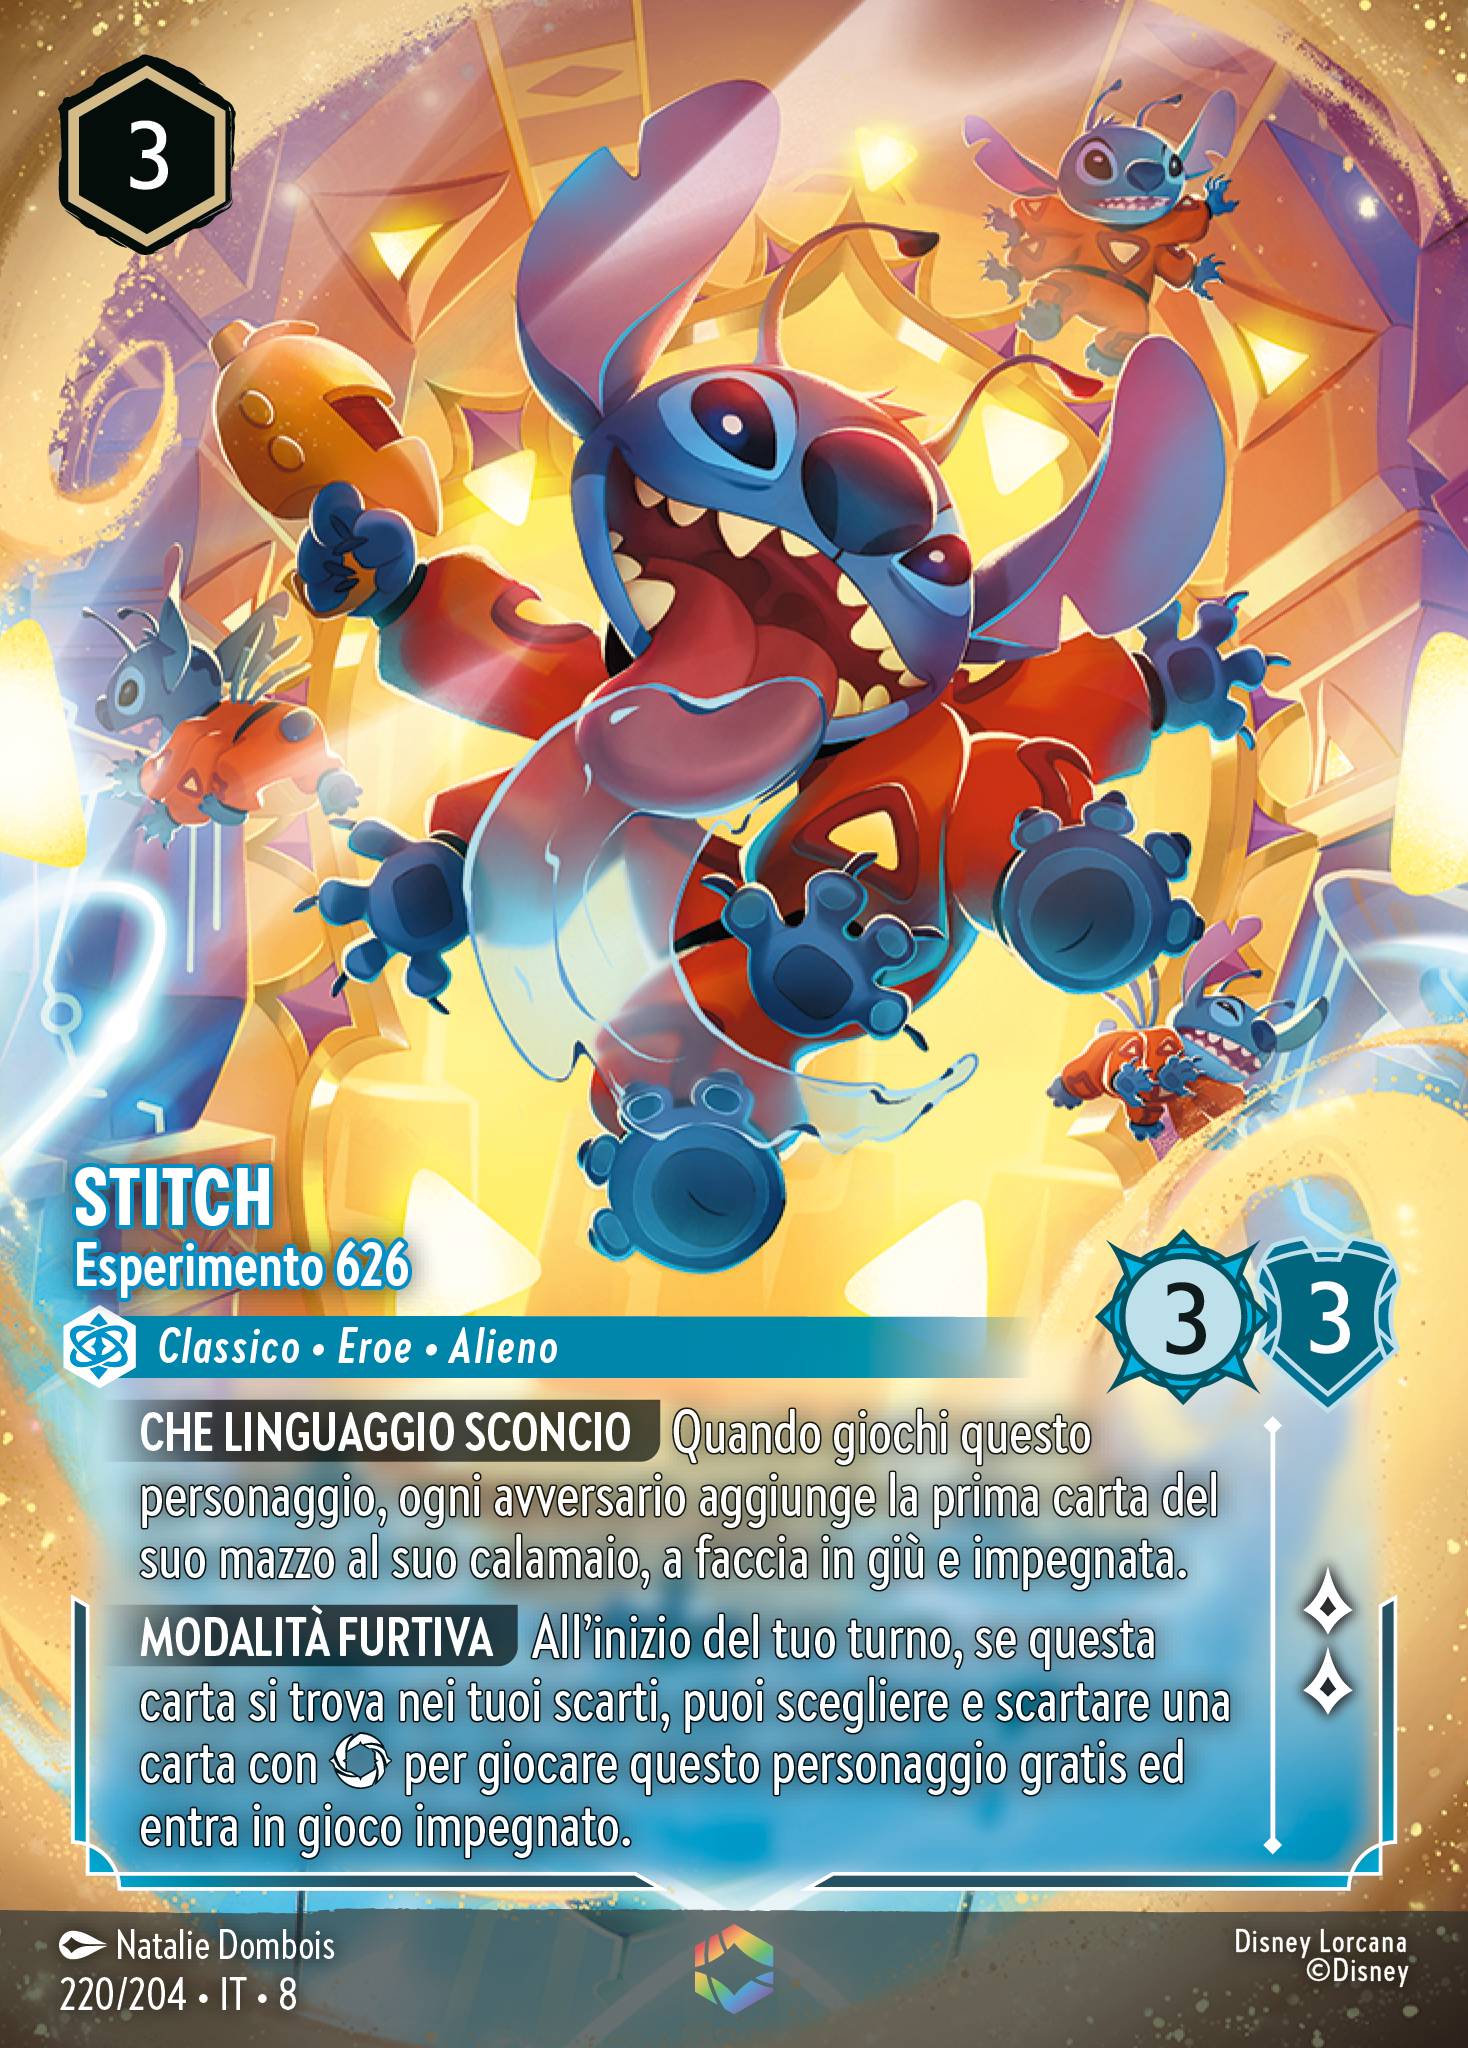 3
STITCH
Esperimento 626
Classico • Eroe • Alieno
3
3
CHE LINGUAGGIO SCONCIO Quando giochi questo
personaggio, ogni avversario aggiunge la prima carta del
suo mazzo al suo calamaio, a faccia in giù e impegnata.
MODALITÀ FURTIVA All'inizio del tuo turno, se questa
carta si trova nei tuoi scarti, puoi scegliere e scartare una
carta con per giocare questo personaggio gratis ed
entra in gioco impegnato.
Natalie Dombois
220/204 • IT • 8
Disney Lorcana
©Disney